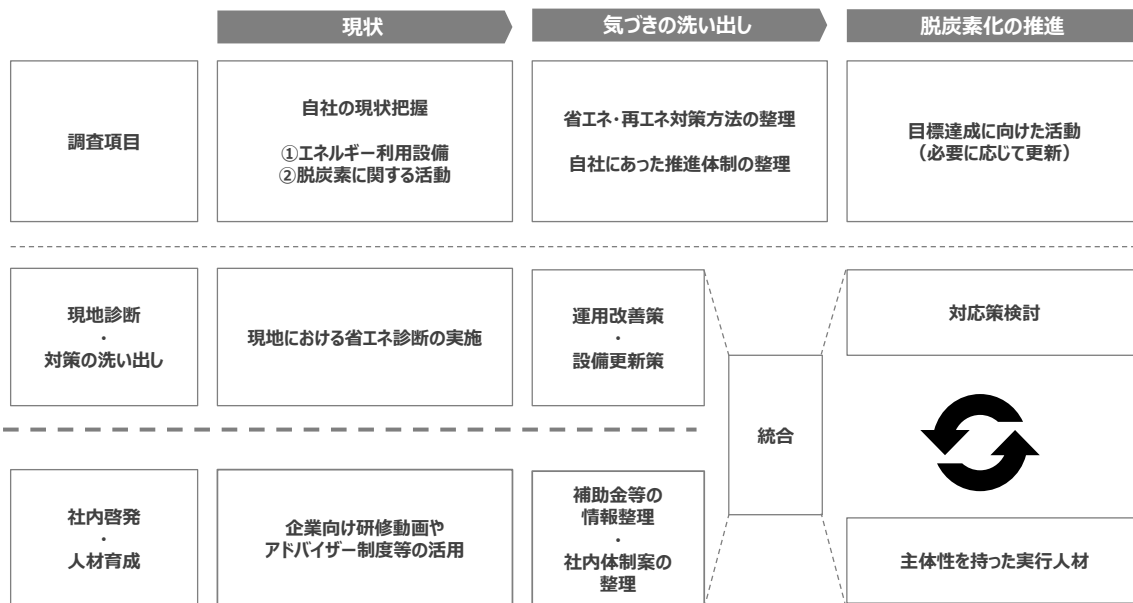 現状
気づきの洗い出し
脱炭素化の推進
調査項目
自社の現状把握
①エネルギー利用設備
②脱炭素に関する活動
省エネ・再エネ対策方法の整理
自社にあった推進体制の整理
目標達成に向けた活動
（必要に応じて更新）
現地診断
・
対策の洗い出し
現地における省エネ診断の実施
運用改善策
・
設備更新策
統合
対応策検討
社内啓発
・
人材育成
企業向け研修動画や
アドバイザー制度等の活用
補助金等の
情報整理
・
社内体制案の
整理
主体性を持った実行人材